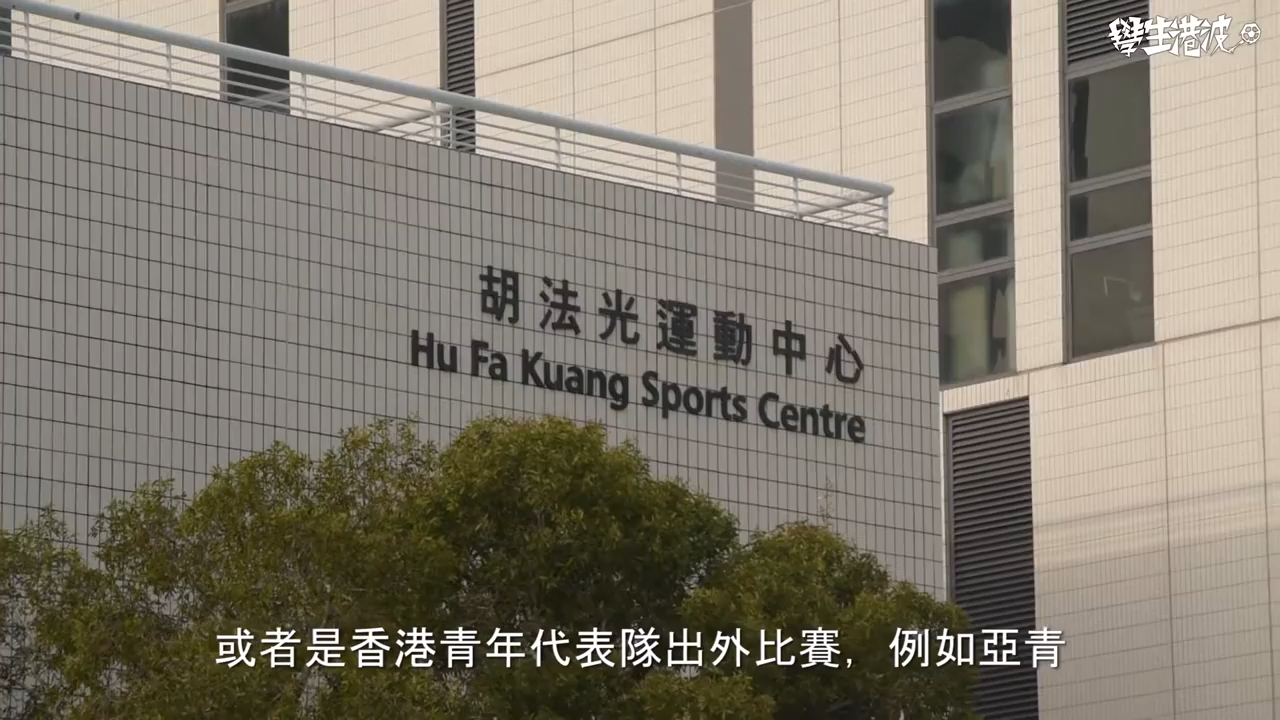 學生港波
胡法光運動中心
Hu Fa Kuang Sports Centre
或者是香港青年代表隊出外比賽，例如亞青